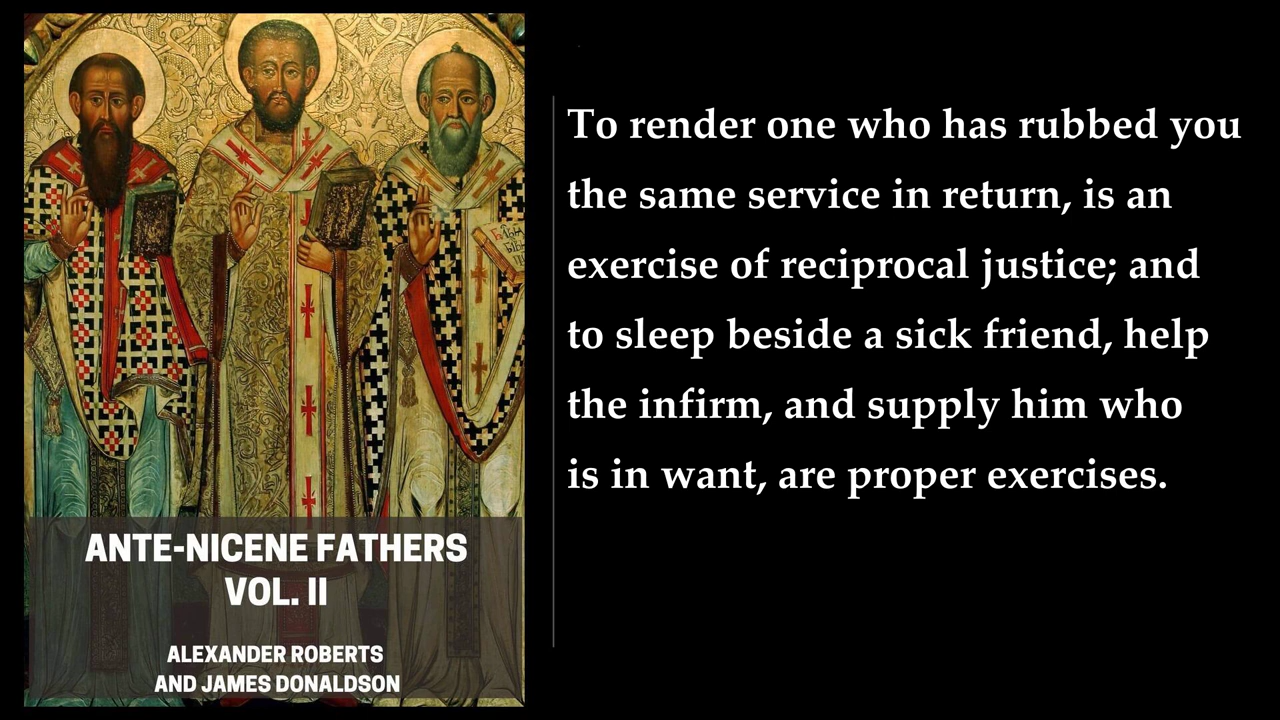 ANTE-NICENE FATHERS
VOL. II
ALEXANDER ROBERTS
AND JAMES DONALDSON
To render one who has rubbed you
the same service in return, is an
exercise of reciprocal justice; and
to sleep beside a sick friend, help
the infirm, and supply him who
is in want, are proper exercises.